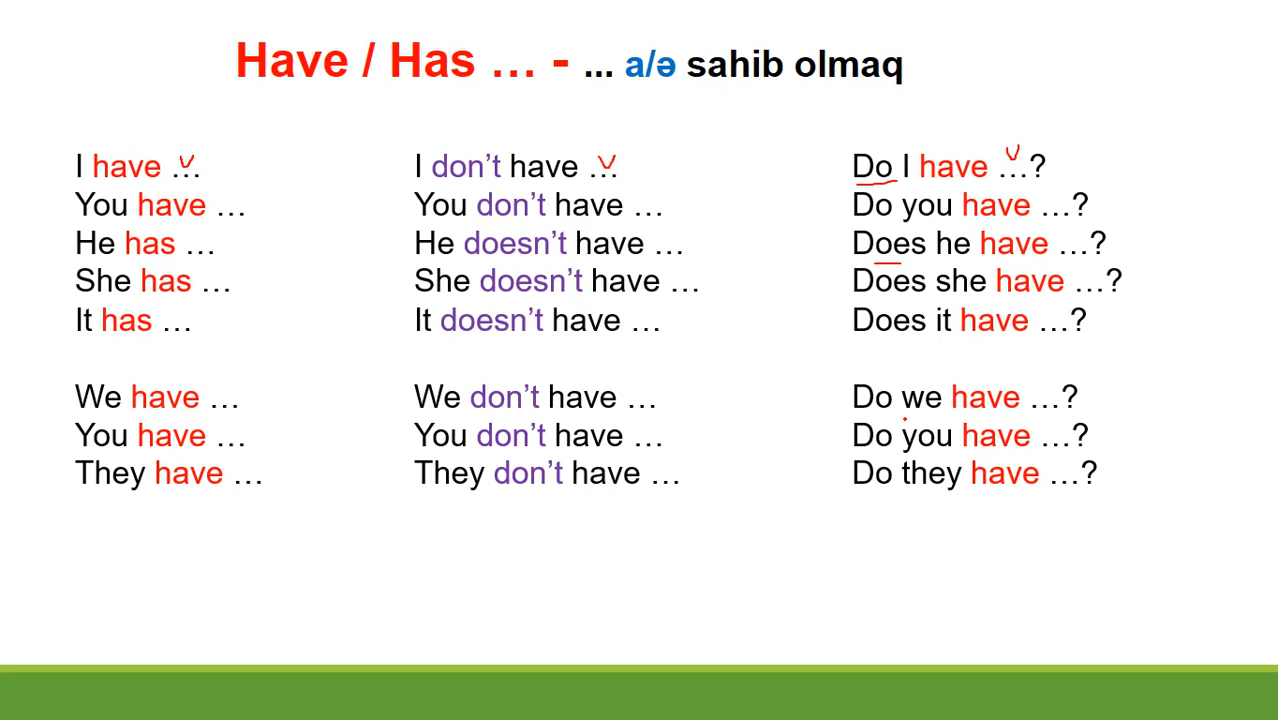 Have / Has … - ... a/ə sahib olmaq
I have …
You have …
He has …
She has …
It has …
We have …
You have …
They have …
I don’t have …
You don’t have …
He doesn’t have …
She doesn’t have …
It doesn’t have …
We don’t have …
You don’t have …
They don’t have …
Do I have …?
Do you have …?
Does he have …?
Does she have …?
Does it have …?
Do we have …?
Do you have …?
Do they have …?